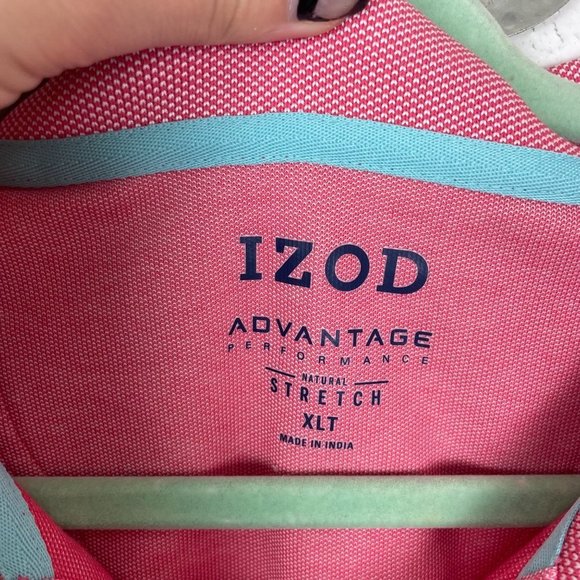 IZOD
ADVANTAGE
PERFORMANCE
NATURAL
STRETCH
XLT
MADE IN INDIA